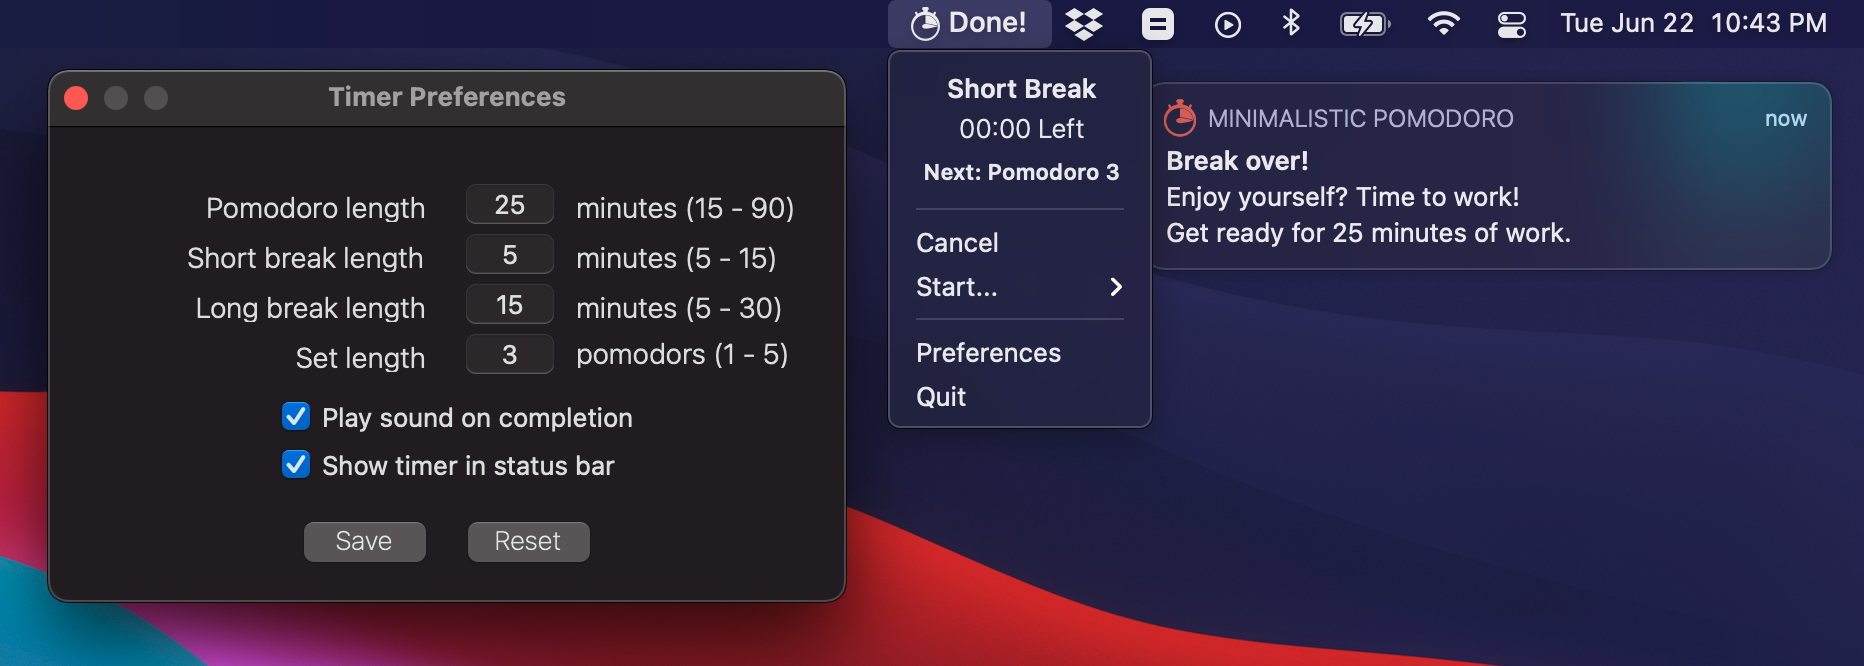 Done!
Tue Jun 22 10:43 PM
Timer Preferences
Pomodoro length 25 minutes (15 - 90)
Short break length 5 minutes (5 - 15)
Long break length 15 minutes (5 - 30)
Set length 3 pomodors (1 - 5)
Play sound on completion
Show timer in status bar
Save Reset
Short Break
00:00 Left
Next: Pomodoro 3
Cancel
Start...
Preferences
Quit
MINIMALISTIC POMODORO now
Break over!
Enjoy yourself? Time to work!
Get ready for 25 minutes of work.